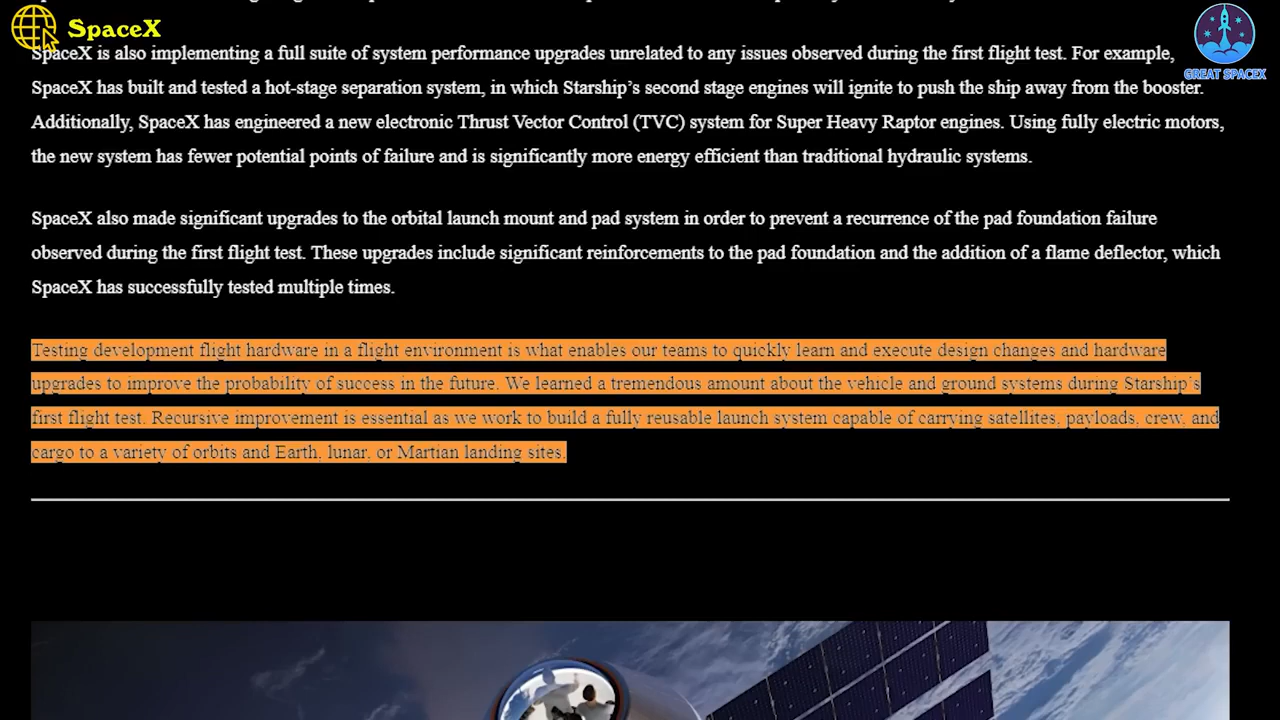 SpaceX
GREAT SPACEX
SpaceX is also implementing a full suite of system performance upgrades unrelated to any issues observed during the first flight test. For example,
SpaceX has built and tested a hot-stage separation system, in which Starship’s second stage engines will ignite to push the ship away from the booster.
Additionally, SpaceX has engineered a new electronic Thrust Vector Control (TVC) system for Super Heavy Raptor engines. Using fully electric motors,
the new system has fewer potential points of failure and is significantly more energy efficient than traditional hydraulic systems.
SpaceX also made significant upgrades to the orbital launch mount and pad system in order to prevent a recurrence of the pad foundation failure
observed during the first flight test. These upgrades include significant reinforcements to the pad foundation and the addition of a flame deflector, which
SpaceX has successfully tested multiple times.
Testing development flight hardware in a flight environment is what enables our teams to quickly learn and execute design changes and hardware
upgrades to improve the probability of success in the future. We learned a tremendous amount about the vehicle and ground systems during Starship’s
first flight test. Recursive improvement is essential as we work to build a fully reusable launch system capable of carrying satellites, payloads, crew, and
cargo to a variety of orbits and Earth, lunar, or Martian landing sites.